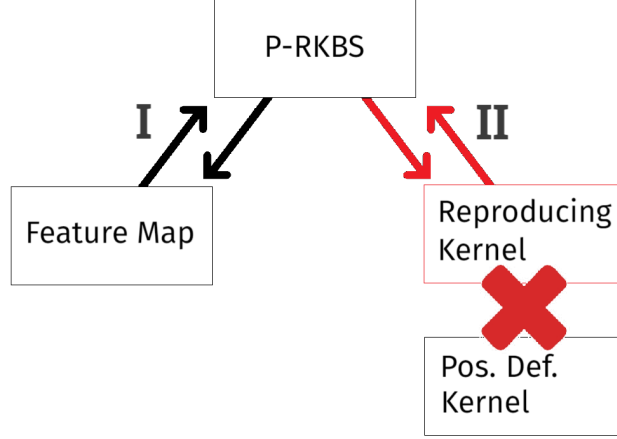 P-RKBS
I
II
Feature Map
Reproducing
Kernel
Pos. Def.
Kernel